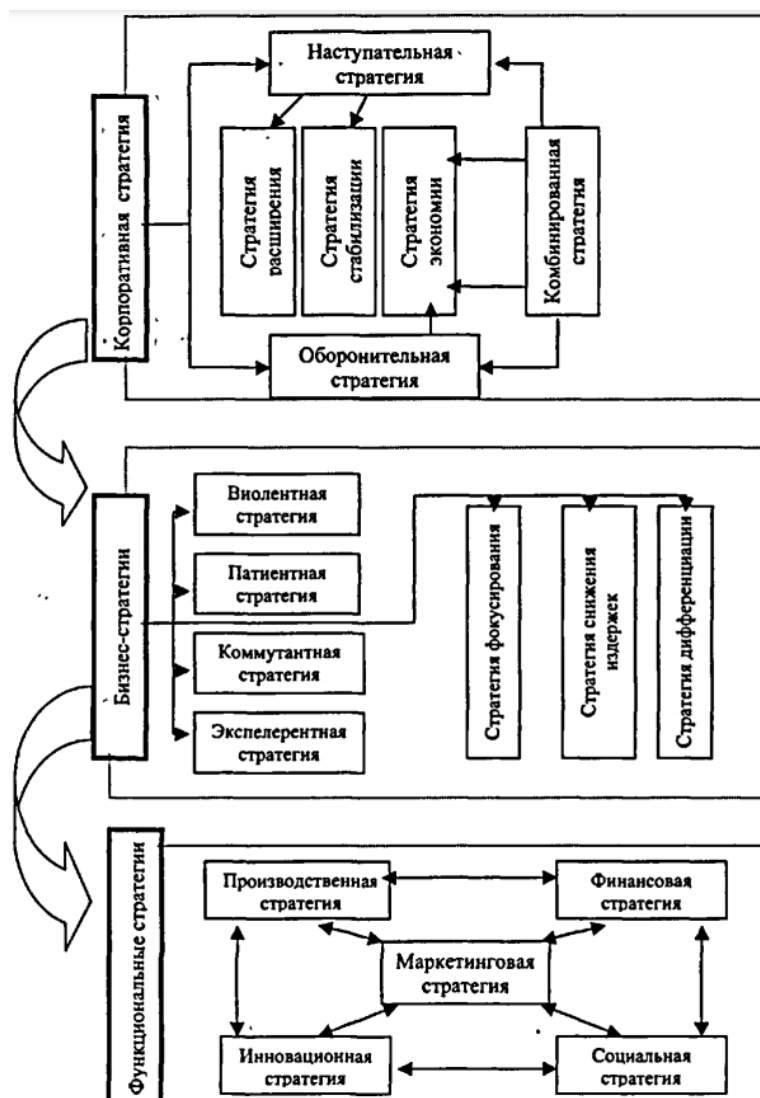 Корпоративная стратегия
Наступательная
стратегия
Стратегия
расширения
Стратегия
стабилизации
Стратегия
экономии
Комбинированная
стратегия
Оборонительная
стратегия
Бизнес-стратегии
Виолентная
стратегия
Патиентная
стратегия
Коммутантная
стратегия
Эксплерентная
стратегия
Стратегия фокусирования
Стратегия снижения
издержек
Стратегия дифференциации
Функциональные стратегии
Производственная
стратегия
Финансовая
стратегия
Маркетинговая
стратегия
Инновационная
стратегия
Социальная
стратегия